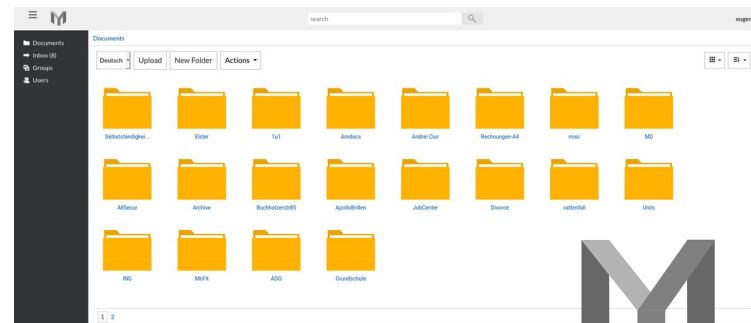 search
eugen
Documents
Inbox (8)
Groups
Users
Documents
Deutsch Upload New Folder Actions
Selbstständigkei... Elster 1u1 Amdocs Andrei Ciur Rechnungen-A4 misc MD
AllSecur Archive Buchholzerstr85 ApolloBrillen JobCenter Divorce vattenfall Units
ING McFit ADO Grundschule
1 2